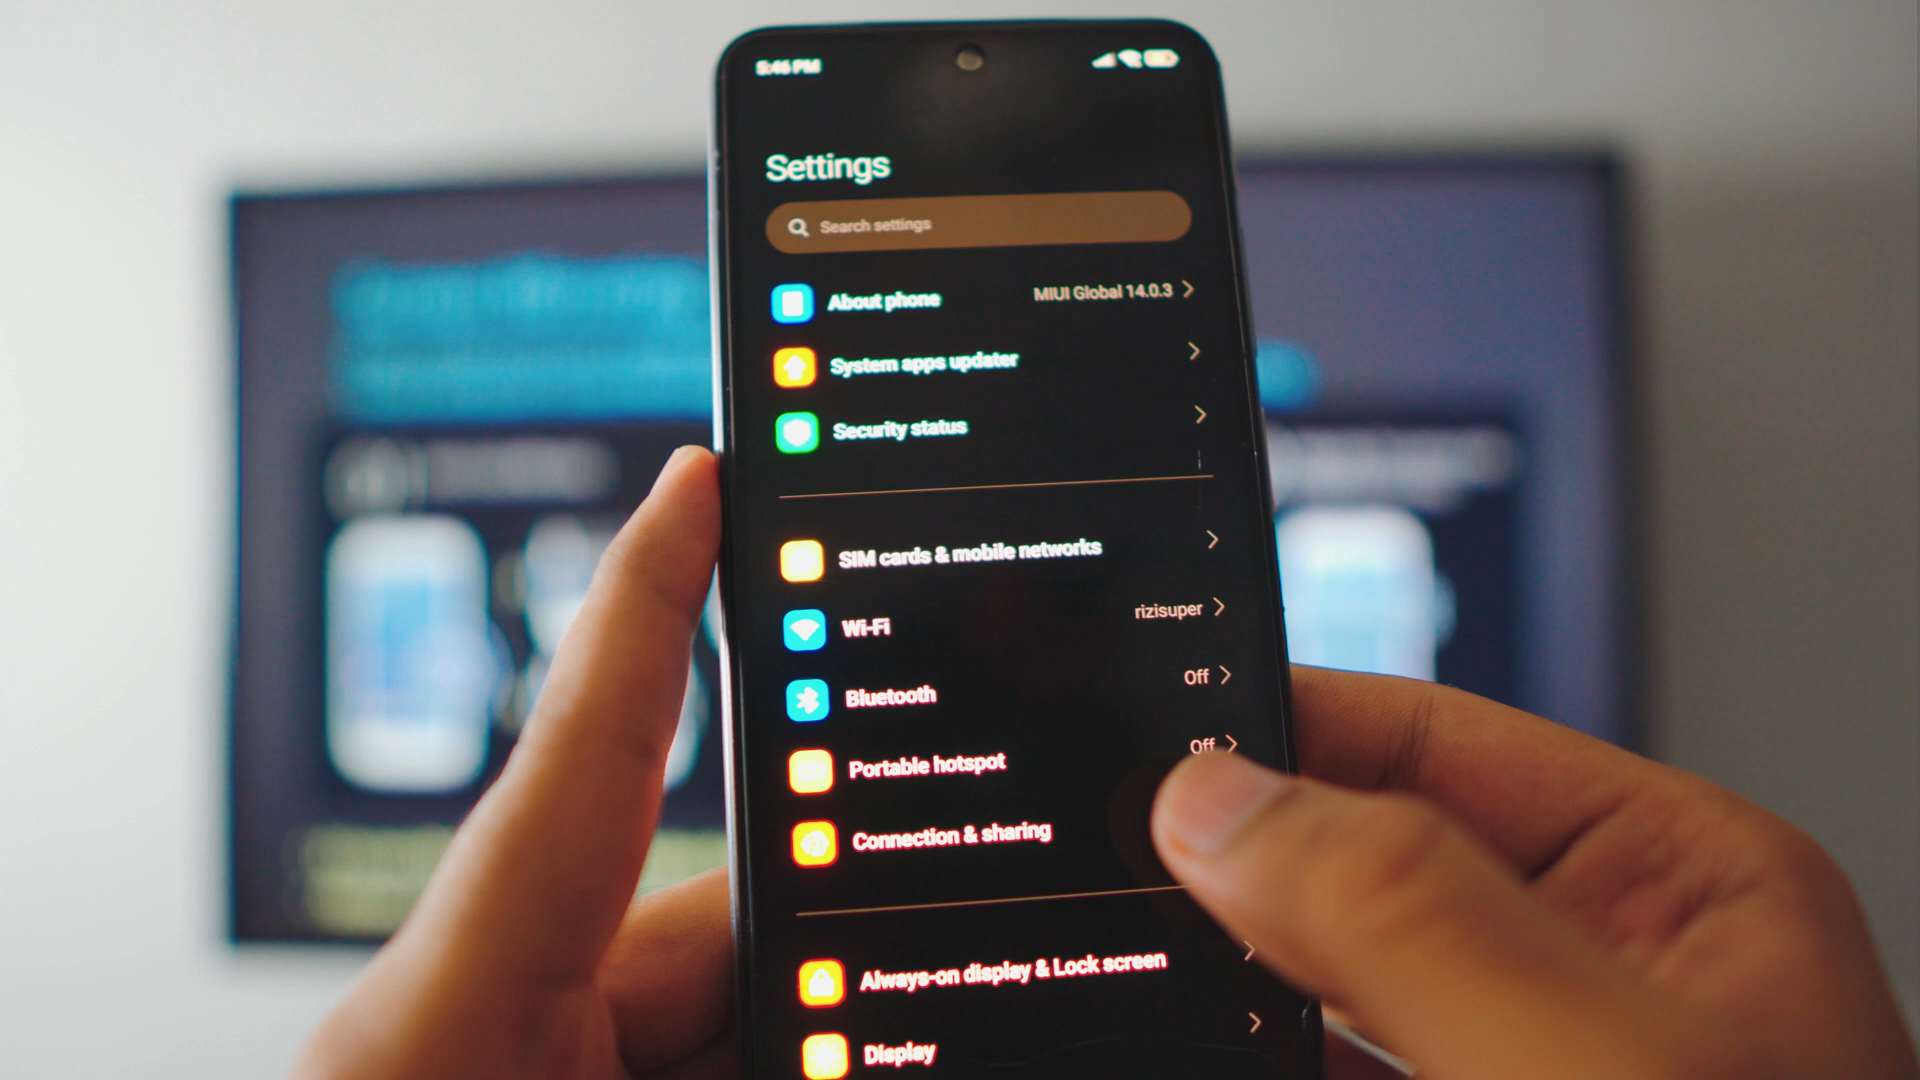 5:46 PM
Settings
Search settings
About phone MIUI Global 14.0.3
System apps updater
Security status
SIM cards & mobile networks
Wi-Fi rizisuper
Bluetooth Off
Portable hotspot Off
Connection & sharing
Always-on display & Lock screen
Display